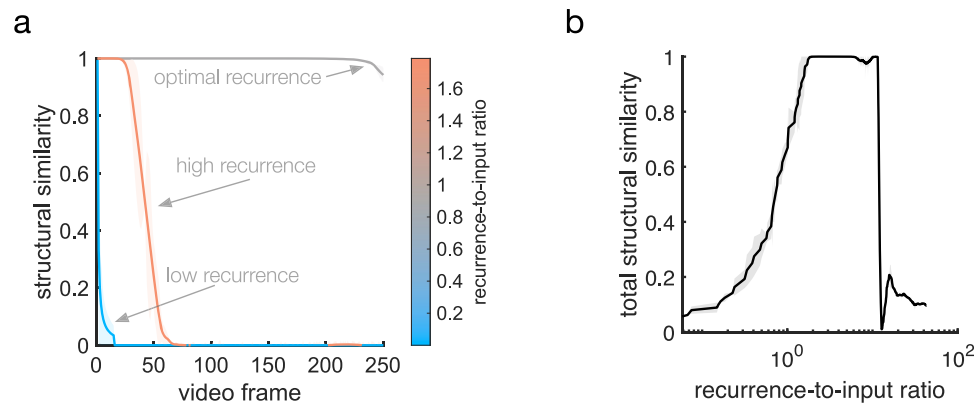 a
1
0.8
0.6
0.4
0.2
0
structural similarity
optimal recurrence
high recurrence
low recurrence
0
50
100
150
200
250
video frame
1.6
1.4
1.2
1
0.8
0.6
0.4
0.2
recurrence-to-input ratio
b
1
0.8
0.6
0.4
0.2
0
total structural similarity
10^0
10^2
recurrence-to-input ratio